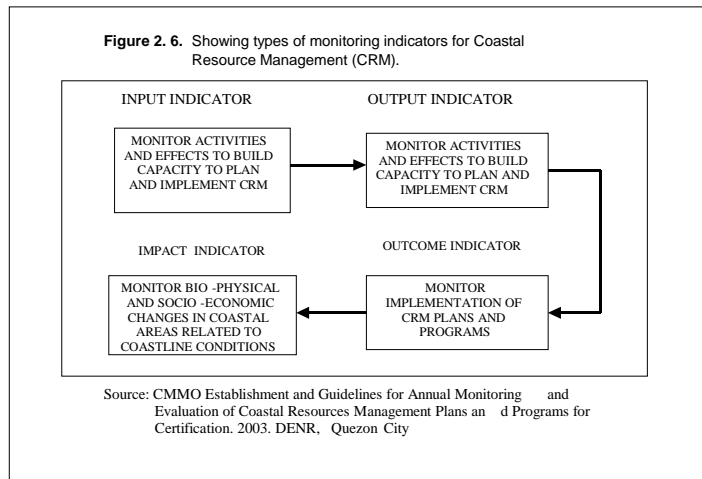 Figure 2. 6. Showing types of monitoring indicators for Coastal
Resource Management (CRM).
INPUT INDICATOR
OUTPUT INDICATOR
MONITOR ACTIVITIES
AND EFFECTS TO BUILD
CAPACITY TO PLAN
AND IMPLEMENT CRM
MONITOR ACTIVITIES
AND EFFECTS TO BUILD
CAPACITY TO PLAN AND
IMPLEMENT CRM
IMPACT INDICATOR
OUTCOME INDICATOR
MONITOR BIO -PHYSICAL
AND SOCIO -ECONOMIC
CHANGES IN COASTAL
AREAS RELATED TO
COASTLINE CONDITIONS
MONITOR
IMPLEMENTATION OF
CRM PLANS AND
PROGRAMS
Source: CMMO Establishment and Guidelines for Annual Monitoring and
Evaluation of Coastal Resources Management Plans an d Programs for
Certification. 2003. DENR, Quezon City